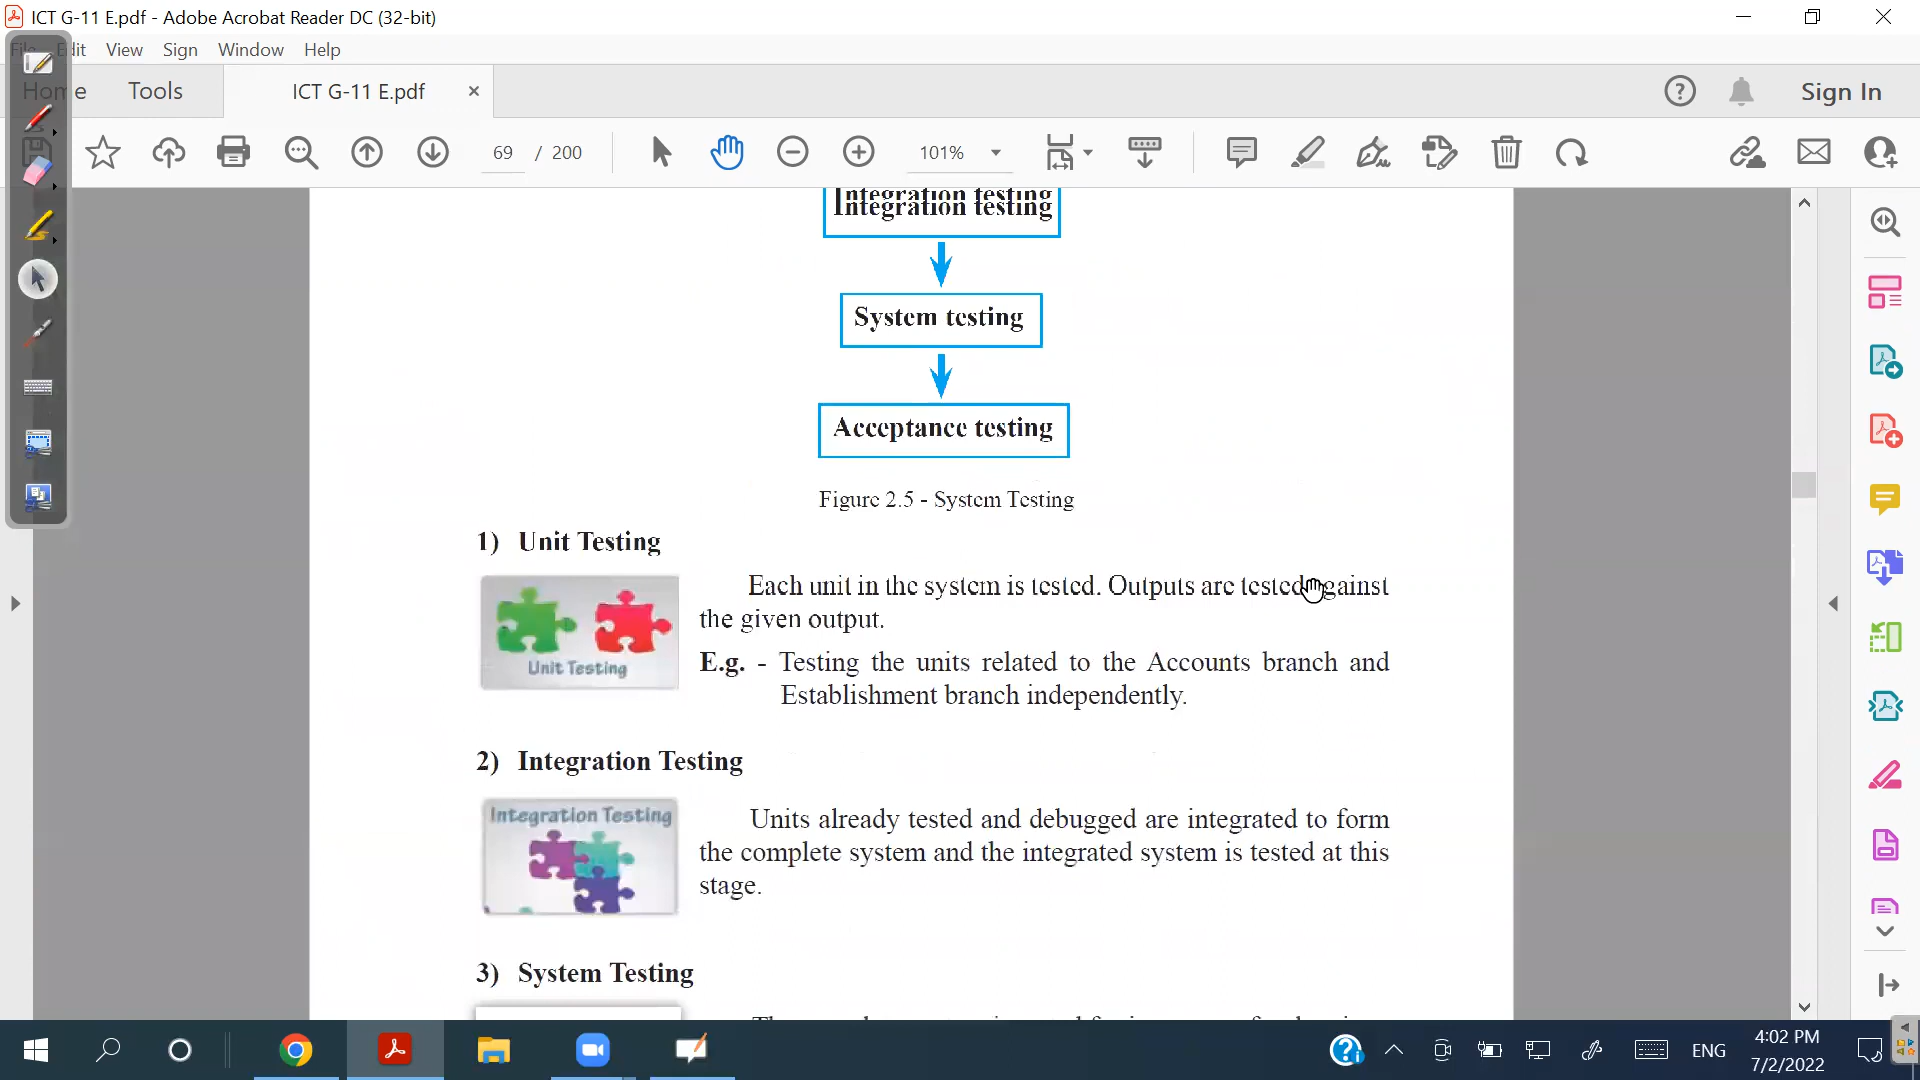 ICT G-11 E.pdf - Adobe Acrobat Reader DC (32-bit)
File Edit View Sign Window Help
Home Tools ICT G-11 E.pdf × Sign In
69 / 200 101%
Integration testing
Integration testing
System testing
Acceptance testing
Figure 2.5 - System Testing
1) Unit Testing
Each unit in the system is tested. Outputs are tested against
the given output.
Unit Testing
E.g. - Testing the units related to the Accounts branch and
Establishment branch independently.
2) Integration Testing
Integration Testing
Units already tested and debugged are integrated to form
the complete system and the integrated system is tested at this
stage.
3) System Testing
ENG
4:02 PM
7/2/2022